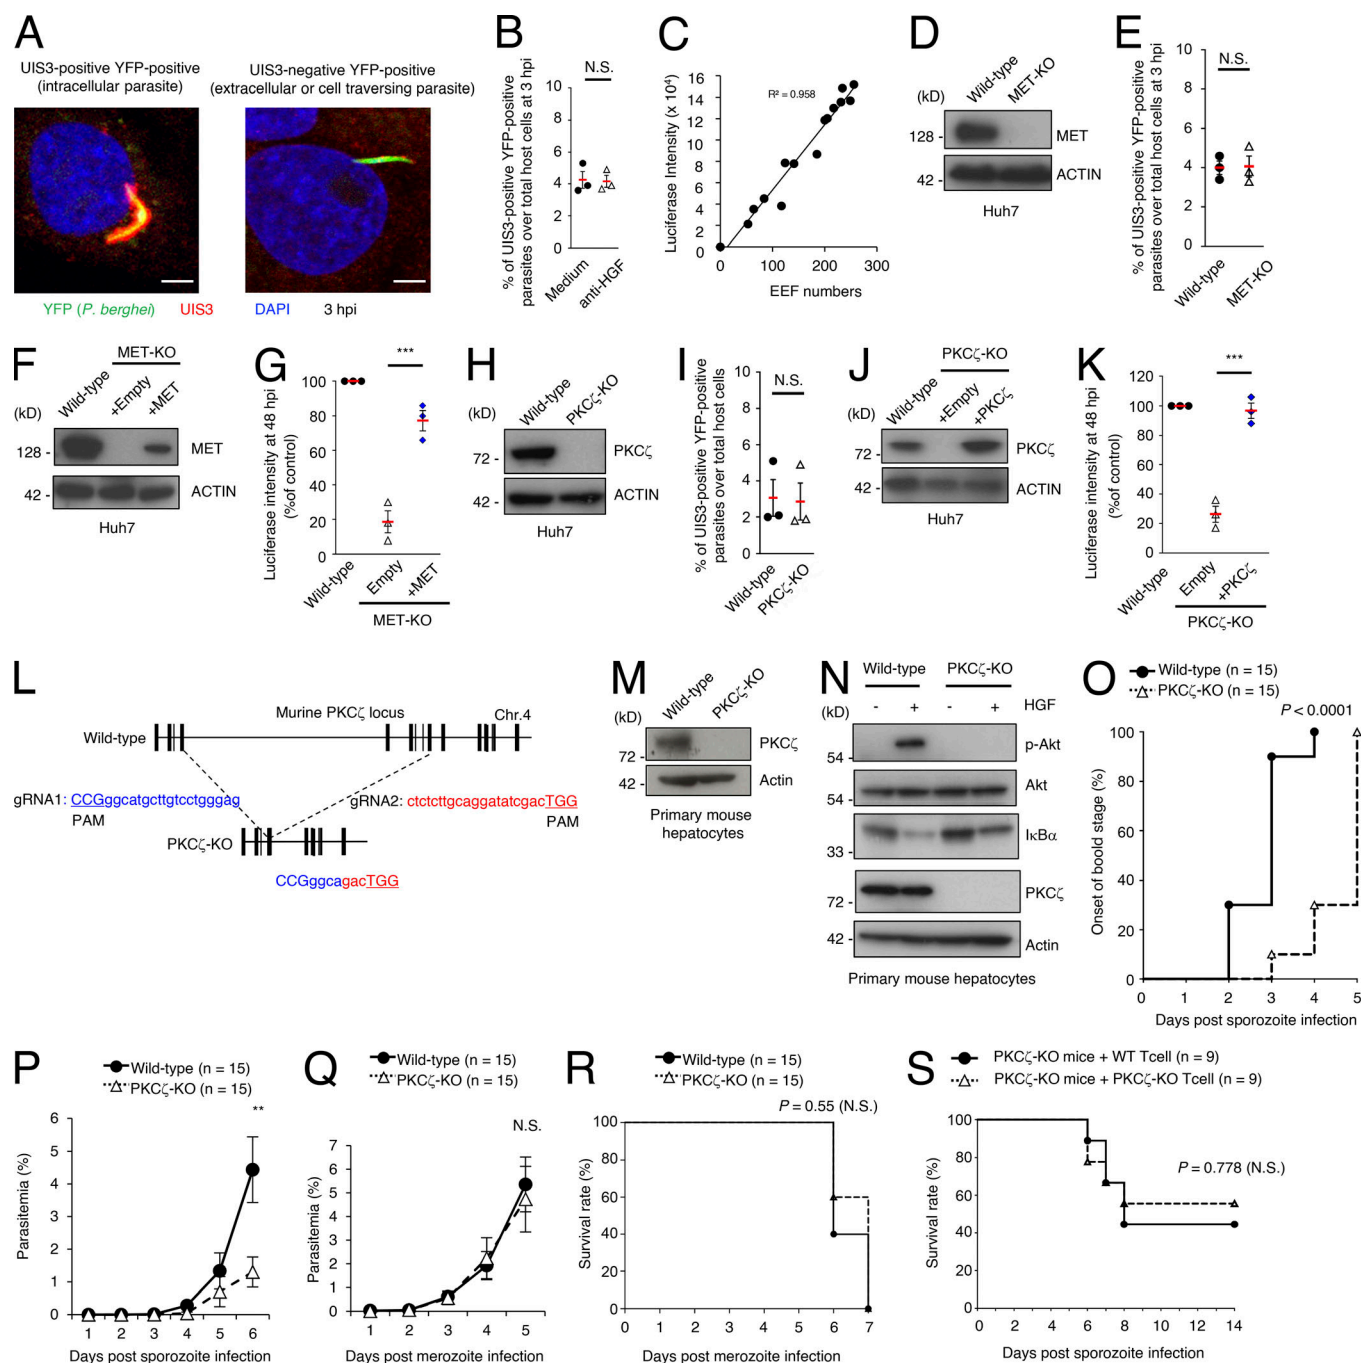 A
UIS3-positive YFP-positive
(intracellular parasite)
UIS3-negative YFP-positive
(extracellular or cell traversing parasite)
YFP (P. berghei)
UIS3
DAPI
3 hpi
B
% of UIS3-positive YFP-positive
parasites over total host cells at 3 hpi
N.S.
10
8
6
4
2
0
Medium
anti-HGF
C
Luciferase Intensity (x 10⁴)
R² = 0.958
16
14
12
10
8
6
4
2
0
0 100 200 300
EEF numbers
D
Wild-type
MET-KO
(kD)
128 -
MET
42 -
ACTIN
Huh7
E
% of UIS3-positive YFP-positive
parasites over total host cells at 3 hpi
N.S.
10
8
6
4
2
0
Wild-type
MET-KO
F
MET-KO
Wild-type
+Empty
+MET
(kD)
128 -
MET
42 -
ACTIN
Huh7
G
Luciferase intensity at 48 hpi
(%of control)
***
100
80
60
40
20
0
Wild-type
Empty
+MET
MET-KO
H
Wild-type
PKCζ-KO
(kD)
72 -
PKCζ
42 -
ACTIN
Huh7
I
% of UIS3-positive YFP-positive
parasites over total host cells
N.S.
10
8
6
4
2
0
Wild-type
PKCζ-KO
J
PKCζ-KO
Wild-type
+Empty
+PKCζ
(kD)
72 -
PKCζ
42 -
ACTIN
Huh7
K
Luciferase intensity at 48 hpi
(%of control)
***
120
100
80
60
40
20
0
Wild-type
Empty
+PKCζ
PKCζ-KO
L
Murine PKCζ locus
Chr.4
Wild-type
gRNA1: CCGggcatgcttgtcctgggag
PAM
gRNA2: ctctcttgcaggatatcgacTGG
PAM
PKCζ-KO
CCGggcagacTGG
M
Wild-type
PKCζ-KO
(kD)
72 -
PKCζ
42 -
Actin
Primary mouse
hepatocytes
N
Wild-type
PKCζ-KO
(kD)
- + - + HGF
54 -
p-Akt
54 -
Akt
33 -
IκBα
72 -
PKCζ
42 -
Actin
Primary mouse hepatocytes
O
Wild-type (n = 15)
PKCζ-KO (n = 15)
P < 0.0001
Onset of boold stage (%)
100
80
60
40
20
0
0 1 2 3 4 5
Days post sporozoite infection
P
Wild-type (n = 15)
PKCζ-KO (n = 15)
**
Parasitemia (%)
6
5
4
3
2
1
0
1 2 3 4 5 6
Days post sporozoite infection
Q
Wild-type (n = 15)
PKCζ-KO (n = 15)
N.S.
Parasitemia (%)
7
6
5
4
3
2
1
0
1 2 3 4 5
Days post merozoite infection
R
Wild-type (n = 15)
PKCζ-KO (n = 15)
P = 0.55 (N.S.)
Survival rate (%)
100
80
60
40
20
0
0 1 2 3 4 5 6 7
Days post merozoite infection
S
PKCζ-KO mice + WT Tcell (n = 9)
PKCζ-KO mice + PKCζ-KO Tcell (n = 9)
P = 0.778 (N.S.)
Survival rate (%)
100
80
60
40
20
0
0 2 4 6 8 10 12 14
Days post sporozoite infection